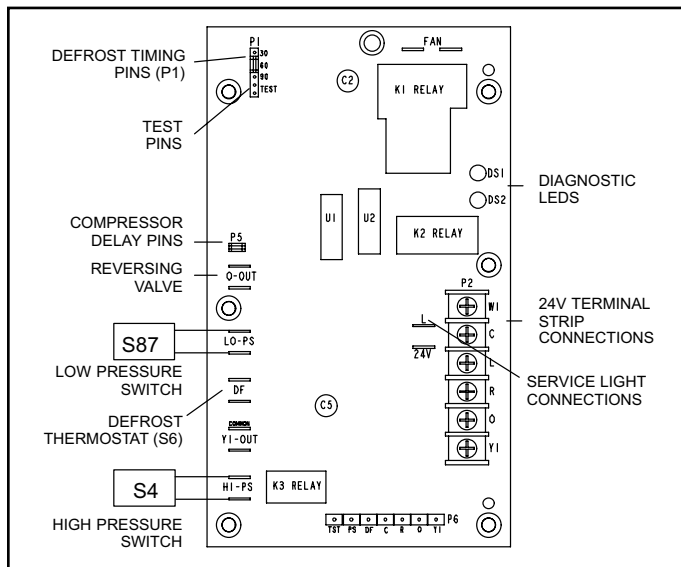 DEFROST TIMING
PINS (P1)
TEST
PINS
COMPRESSOR
DELAY PINS
REVERSING
VALVE
S87
LOW PRESSURE
SWITCH
DEFROST
THERMOSTAT (S6)
S4
HIGH PRESSURE
SWITCH
P1
30
60
90
TEST
FAN
C2
K1 RELAY
DS1
DS2
U1
U2
K2 RELAY
P5
O-OUT
LO-PS
DF
COMMON
Y1-OUT
HI-PS
K3 RELAY
C5
L
24V
P2
W1
C
L
R
O
Y1
P6
TST
PS
DF
C
R
O
Y1
DIAGNOSTIC
LEDS
24V TERMINAL
STRIP
CONNECTIONS
SERVICE LIGHT
CONNECTIONS